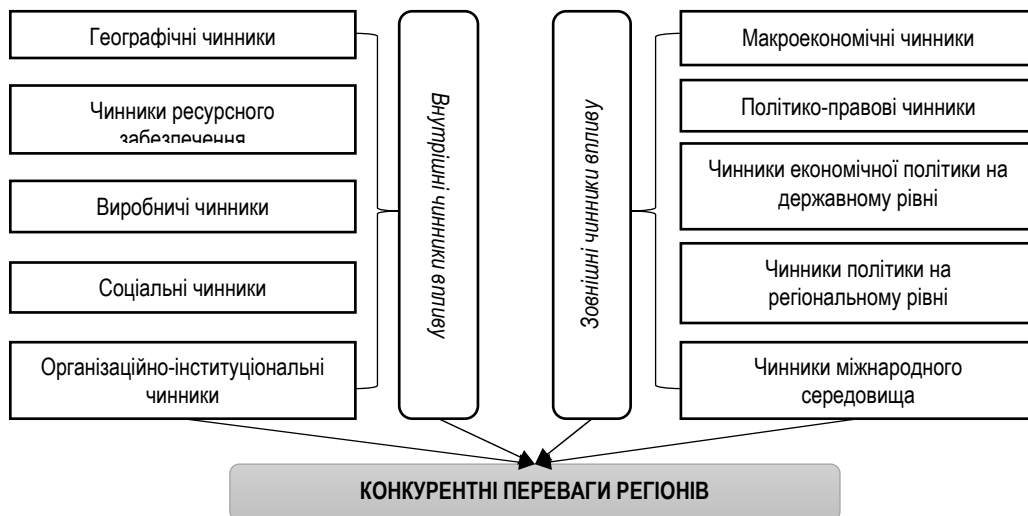 Географічні чинники
Чинники ресурсного
забезпечення
Виробничі чинники
Соціальні чинники
Організаційно-інституціональні
чинники
Внутрішні чинники впливу
Зовнішні чинники впливу
Макроекономічні чинники
Політико-правові чинники
Чинники економічної політики на
державному рівні
Чинники політики на
регіональному рівні
Чинники міжнародного
середовища
КОНКУРЕНТНІ ПЕРЕВАГИ РЕГІОНІВ